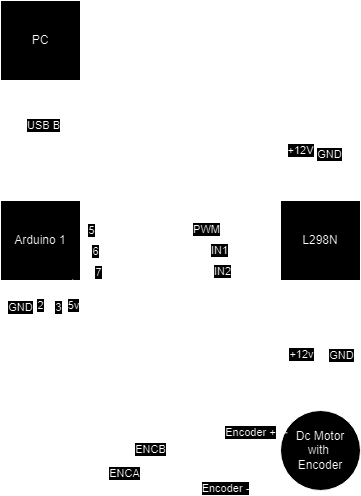 PC
USB B
+12V
GND
Arduino 1
5
PWM
L298N
6
IN1
7
IN2
GND
2
3
5v
+12v
GND
Encoder +
Dc Motor
with
Encoder
ENCB
ENCA
Encoder -